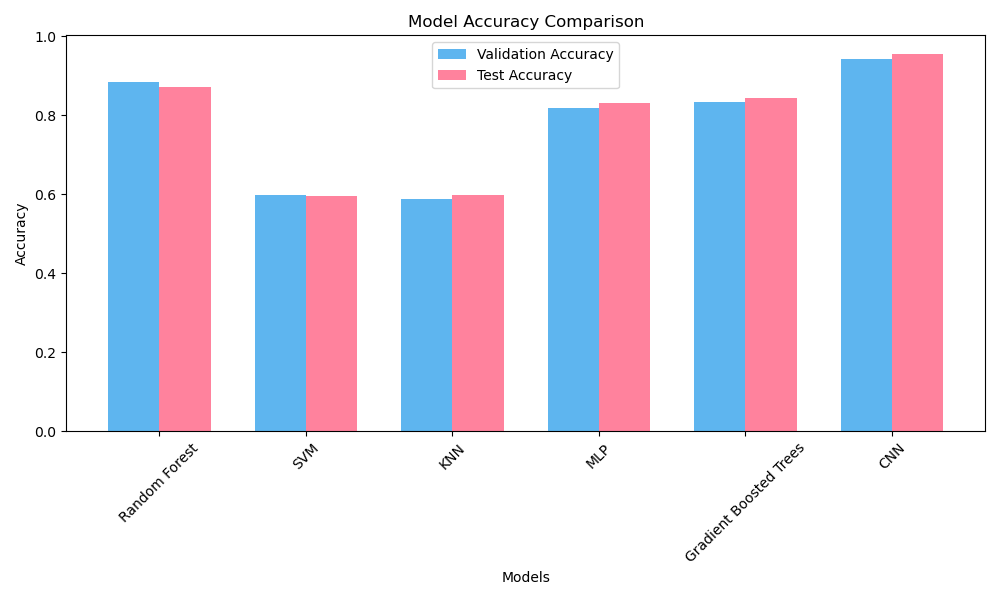 Model Accuracy Comparison
Validation Accuracy
Test Accuracy
Accuracy
1.0
0.8
0.6
0.4
0.2
0.0
Random Forest
SVM
KNN
MLP
Gradient Boosted Trees
CNN
Models